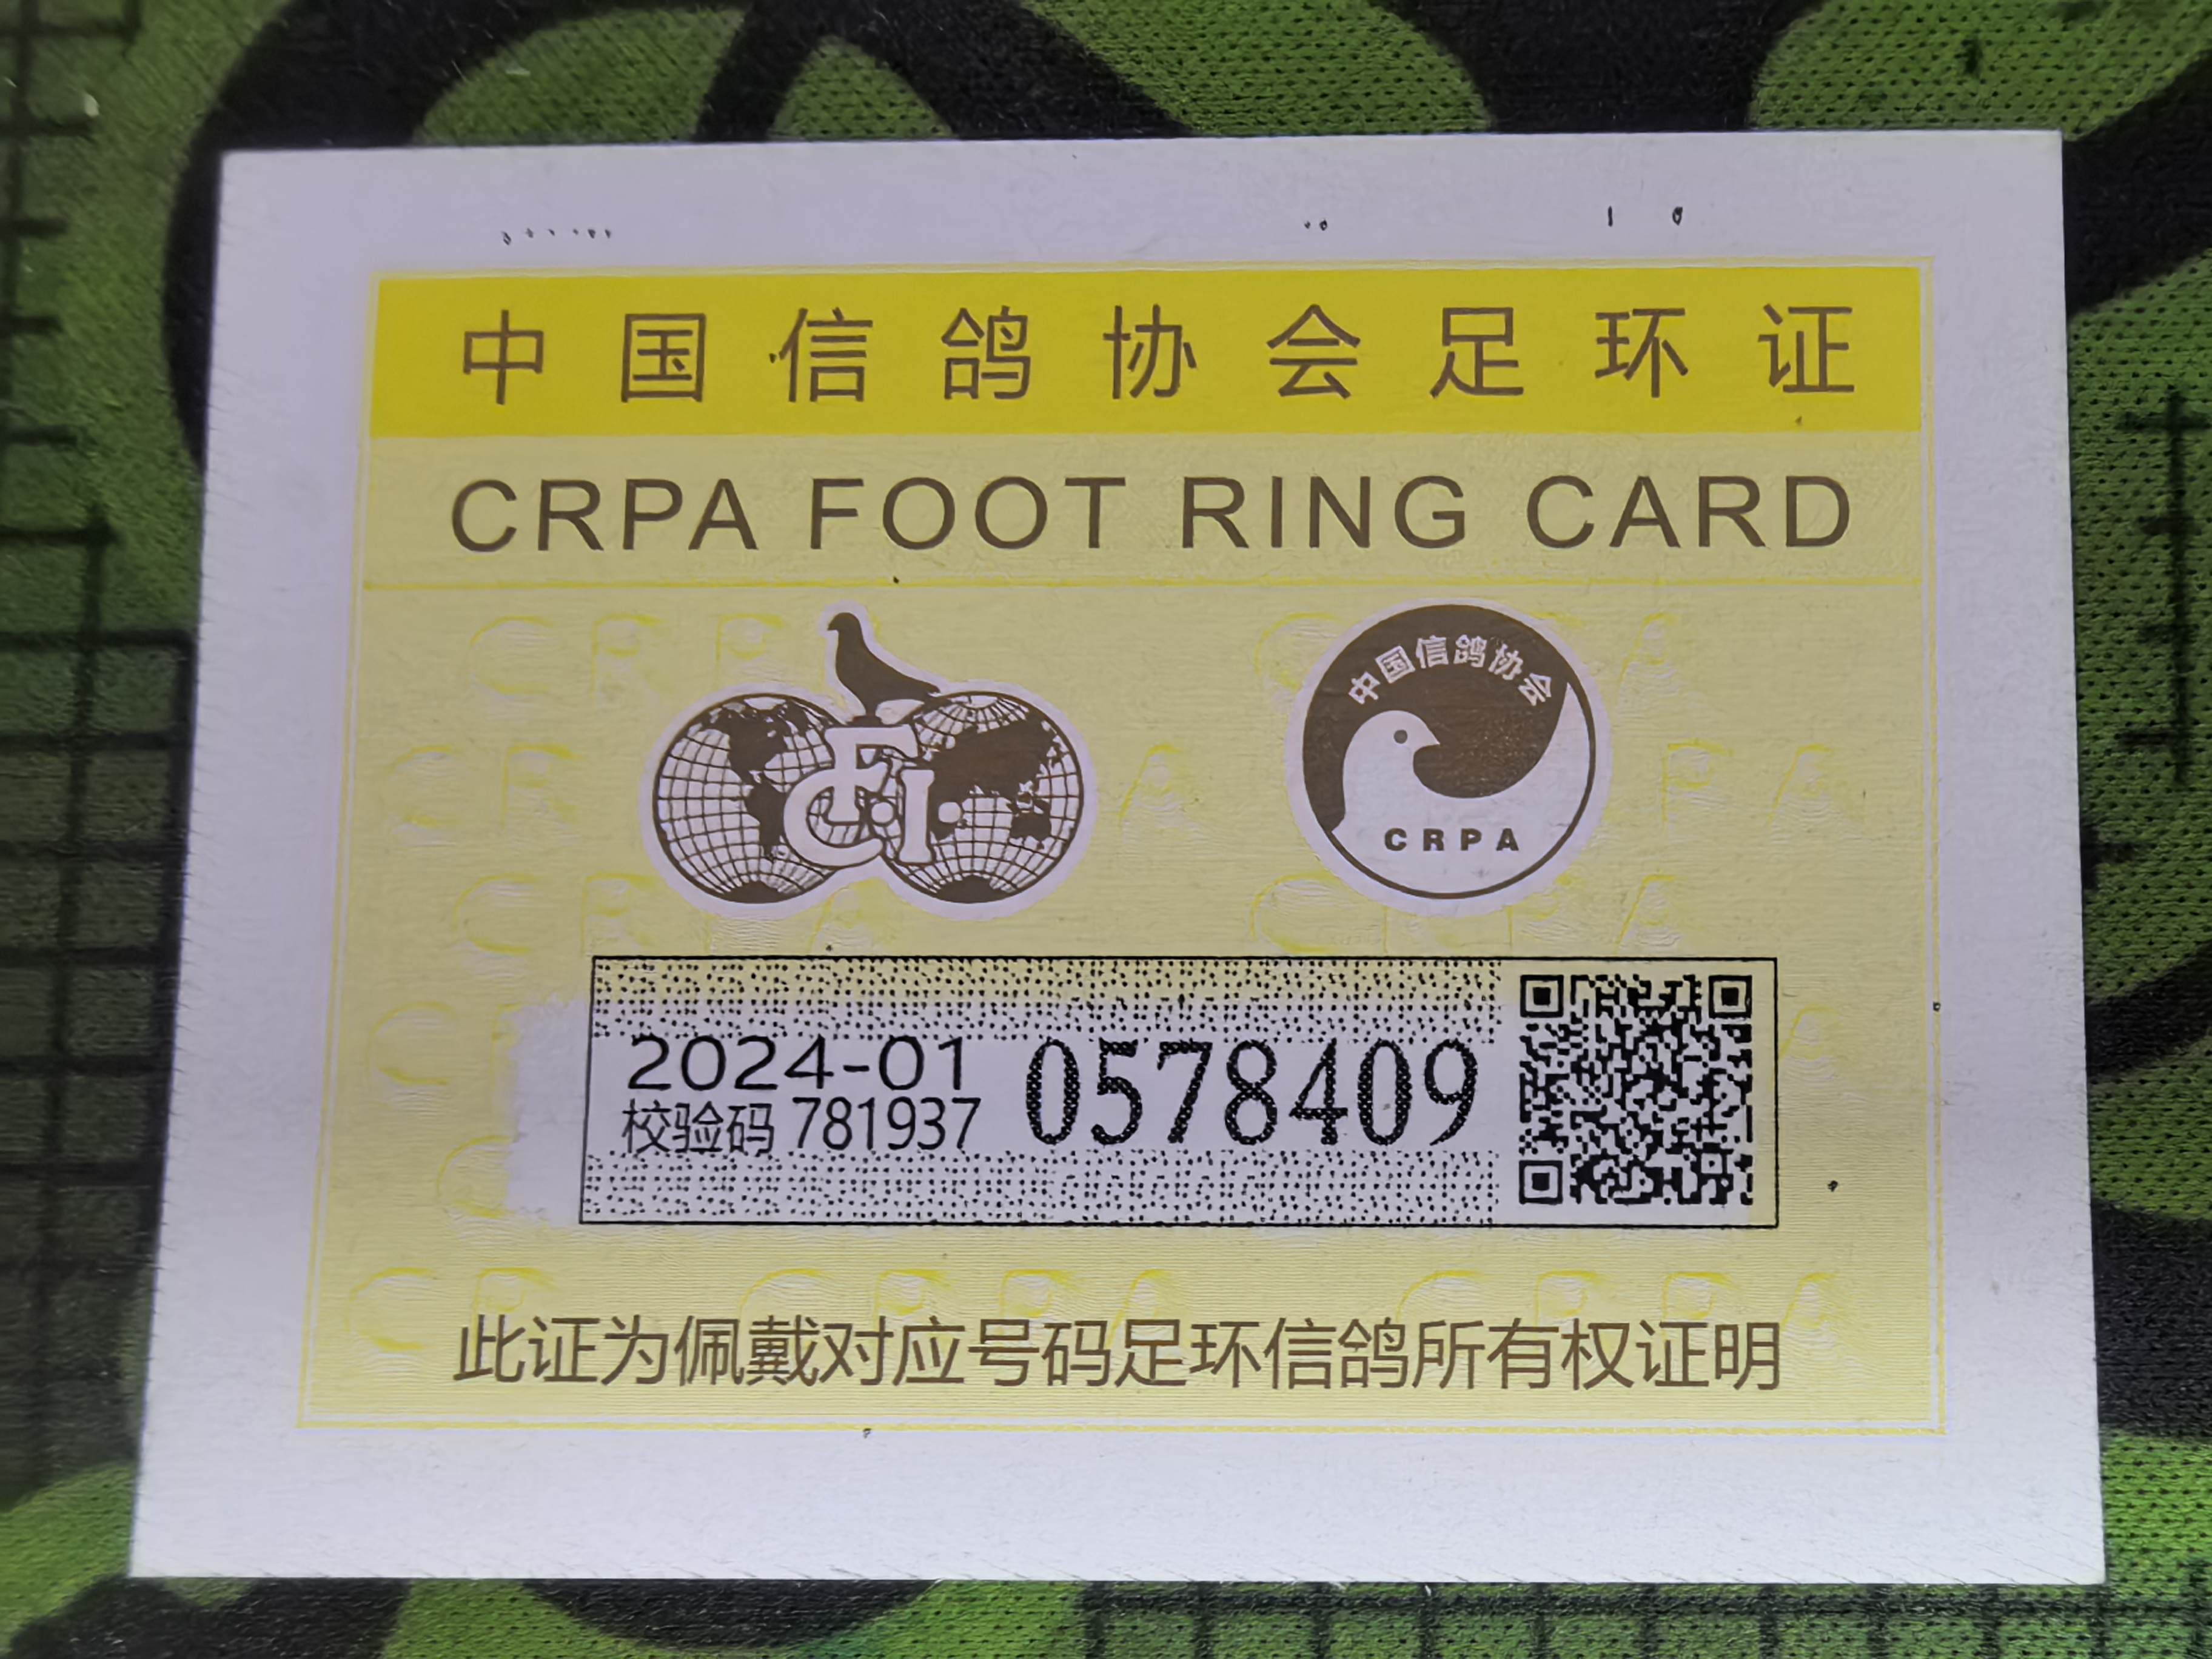 中国信鸽协会足环证
CRPA FOOT RING CARD
F.C.I.
中国信鸽协会
CRPA
2024-01
校验码 781937
0578409
此证为佩戴对应号码足环信鸽所有权证明